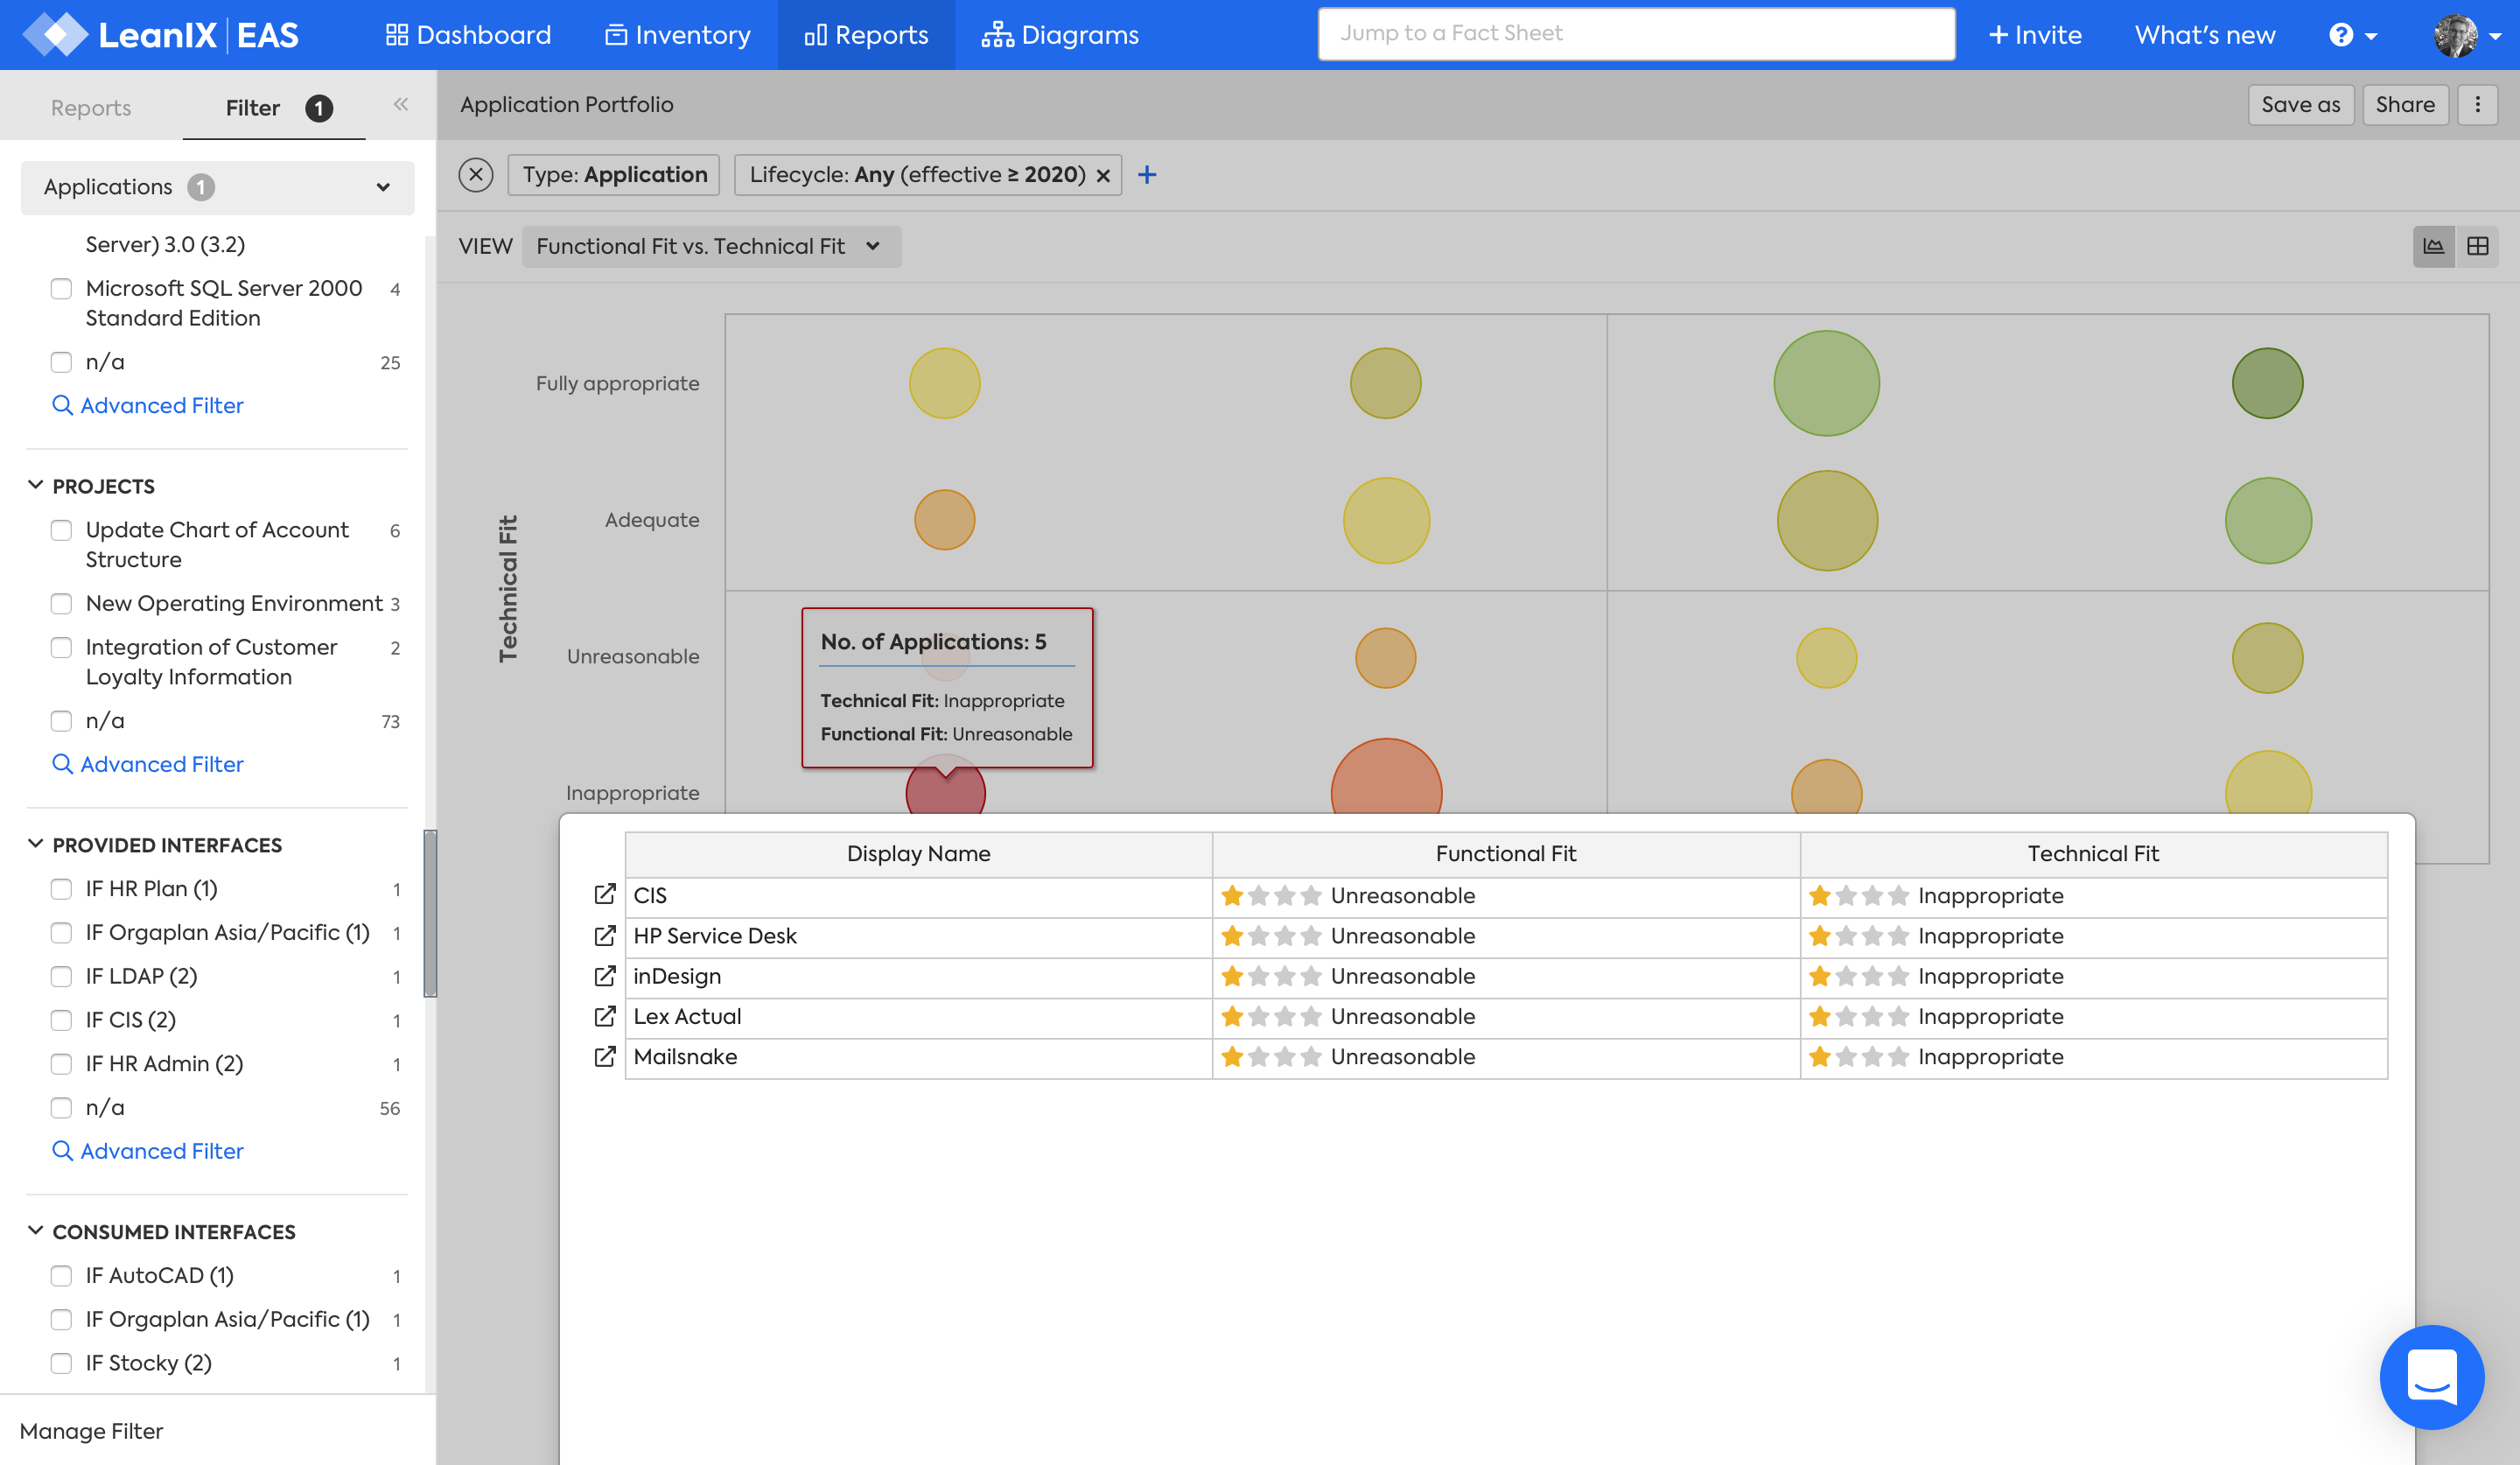 LeanIX EAS
Dashboard
Inventory
Reports
Diagrams
Jump to a Fact Sheet
+ Invite
What's new
?
Reports
Filter 1
«
Application Portfolio
Save as
Share
Applications 1
Type: Application
Lifecycle: Any (effective ≥ 2020) ×
+
VIEW Functional Fit vs. Technical Fit
Server) 3.0 (3.2)
Microsoft SQL Server 2000 4
Standard Edition
n/a 25
Advanced Filter
PROJECTS
Update Chart of Account 6
Structure
New Operating Environment 3
Integration of Customer 2
Loyalty Information
n/a 73
Advanced Filter
PROVIDED INTERFACES
IF HR Plan (1) 1
IF Orgaplan Asia/Pacific (1) 1
IF LDAP (2) 1
IF CIS (2) 1
IF HR Admin (2) 1
n/a 56
Advanced Filter
CONSUMED INTERFACES
IF AutoCAD (1) 1
IF Orgaplan Asia/Pacific (1) 1
IF Stocky (2) 1
Manage Filter
Technical Fit
Fully appropriate
Adequate
Unreasonable
Inappropriate
No. of Applications: 5
Technical Fit: Inappropriate
Functional Fit: Unreasonable
Display Name Functional Fit Technical Fit
CIS Unreasonable Inappropriate
HP Service Desk Unreasonable Inappropriate
inDesign Unreasonable Inappropriate
Lex Actual Unreasonable Inappropriate
Mailsnake Unreasonable Inappropriate